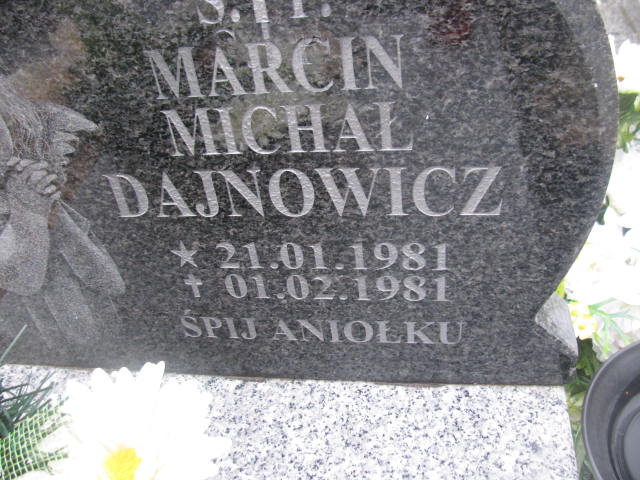 Ś.†P.
MARCIN
MICHAŁ
DAJNOWICZ
★ 21.01.1981
† 01.02.1981
ŚPIJ ANIOŁKU